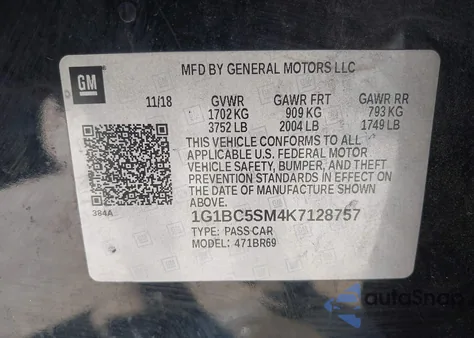 GM
MFD BY GENERAL MOTORS LLC
11/18 GVWR GAWR FRT GAWR RR
1702 KG 909 KG 793 KG
3752 LB 2004 LB 1749 LB
THIS VEHICLE CONFORMS TO ALL
APPLICABLE U.S. FEDERAL MOTOR
VEHICLE SAFETY, BUMPER, AND THEFT
PREVENTION STANDARDS IN EFFECT ON
THE DATE OF MANUFACTURE SHOWN
ABOVE.
384A
1G1BC5SM4K7128757
TYPE: PASS CAR
MODEL: 471BR69
autoSnap